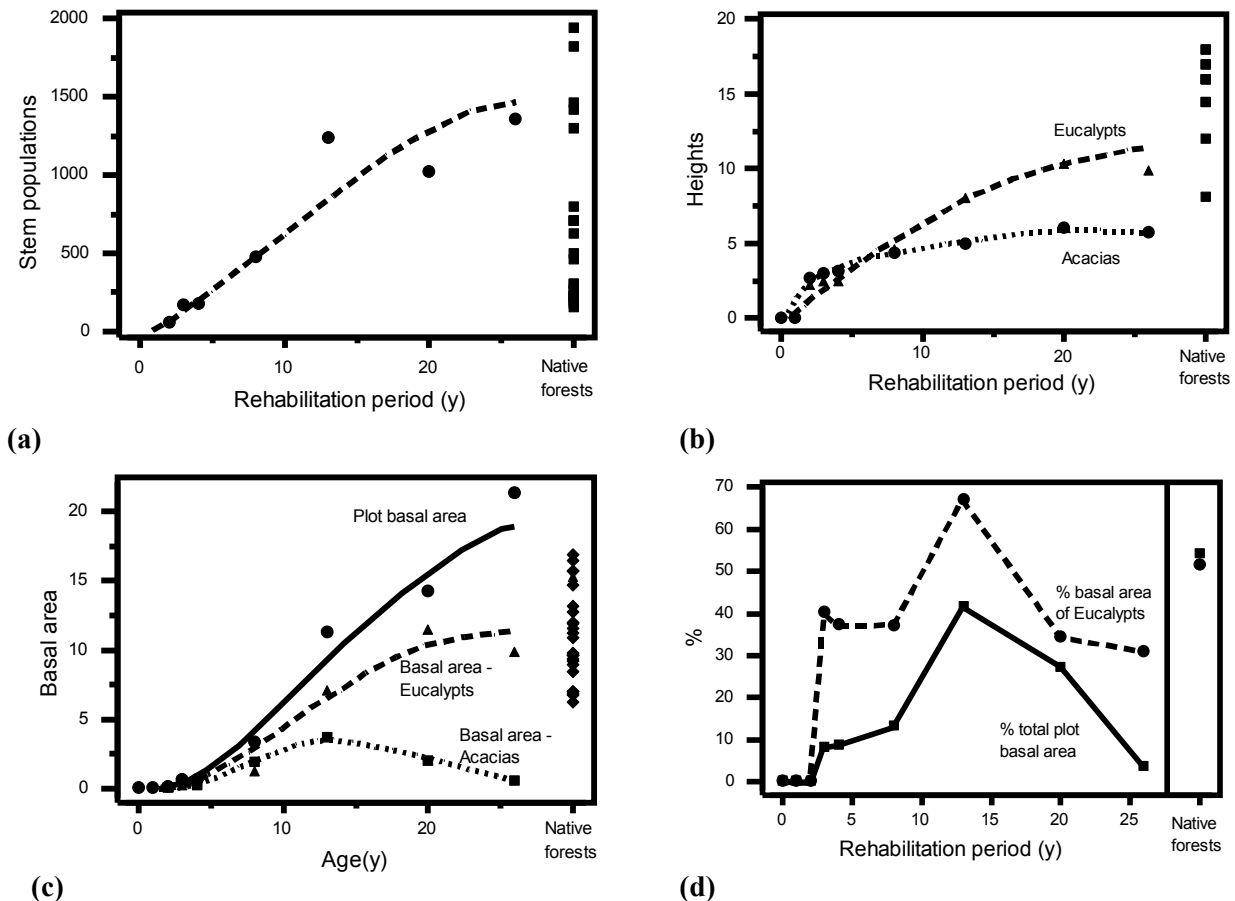 2000
1500
1000
500
0
Stem populations
0
10
20
Native
forests
Rehabilitation period (y)
(a)
20
15
10
5
0
Heights
Eucalypts
Acacias
0
10
20
Native
forests
Rehabilitation period (y)
(b)
20
15
10
5
0
Basal area
Plot basal area
Basal area -
Eucalypts
Basal area -
Acacias
0
10
20
Native
forests
Age(y)
(c)
70
60
50
40
30
20
10
0
%
% basal area
of Eucalypts
% total plot
basal area
0
5
10
15
20
25
Native
forests
Rehabilitation period (y)
(d)